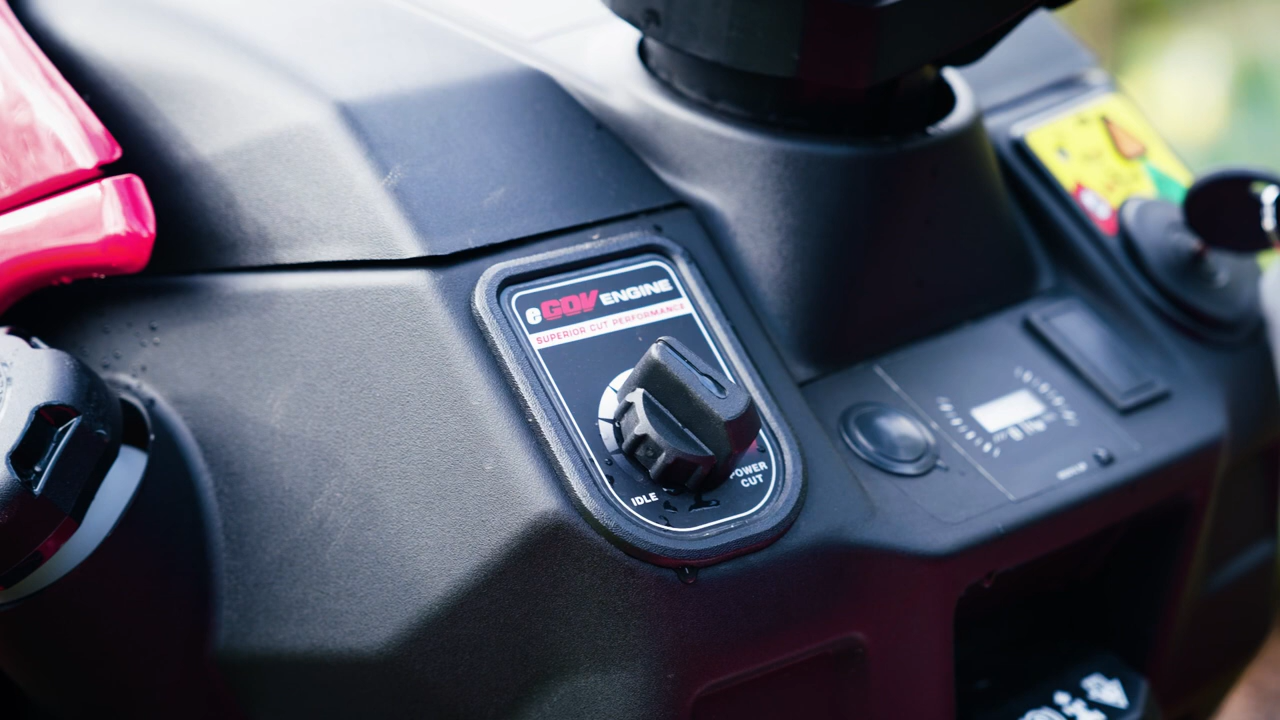 eGOV ENGINE
SUPERIOR CUT PERFORMANCE
IDLE
POWER
CUT